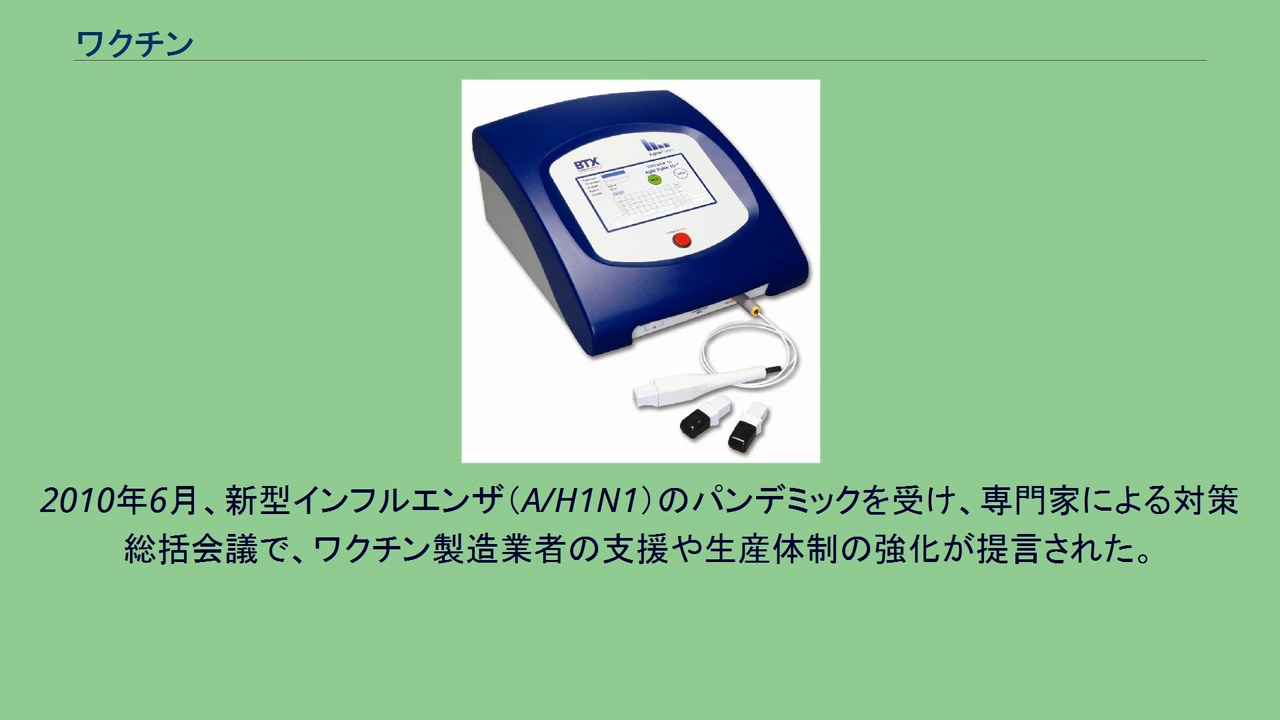 ワクチン
BTX
2010年6月、新型インフルエンザ（A/H1N1）のパンデミックを受け、専門家による対策
総括会議で、ワクチン製造業者の支援や生産体制の強化が提言された。